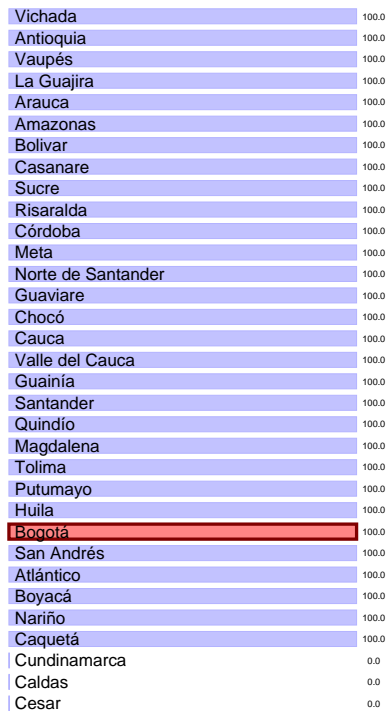 Vichada 100.0
Antioquia 100.0
Vaupés 100.0
La Guajira 100.0
Arauca 100.0
Amazonas 100.0
Bolivar 100.0
Casanare 100.0
Sucre 100.0
Risaralda 100.0
Córdoba 100.0
Meta 100.0
Norte de Santander 100.0
Guaviare 100.0
Chocó 100.0
Cauca 100.0
Valle del Cauca 100.0
Guainía 100.0
Santander 100.0
Quindío 100.0
Magdalena 100.0
Tolima 100.0
Putumayo 100.0
Huila 100.0
Bogotá 100.0
San Andrés 100.0
Atlántico 100.0
Boyacá 100.0
Nariño 100.0
Caquetá 100.0
Cundinamarca 0.0
Caldas 0.0
Cesar 0.0